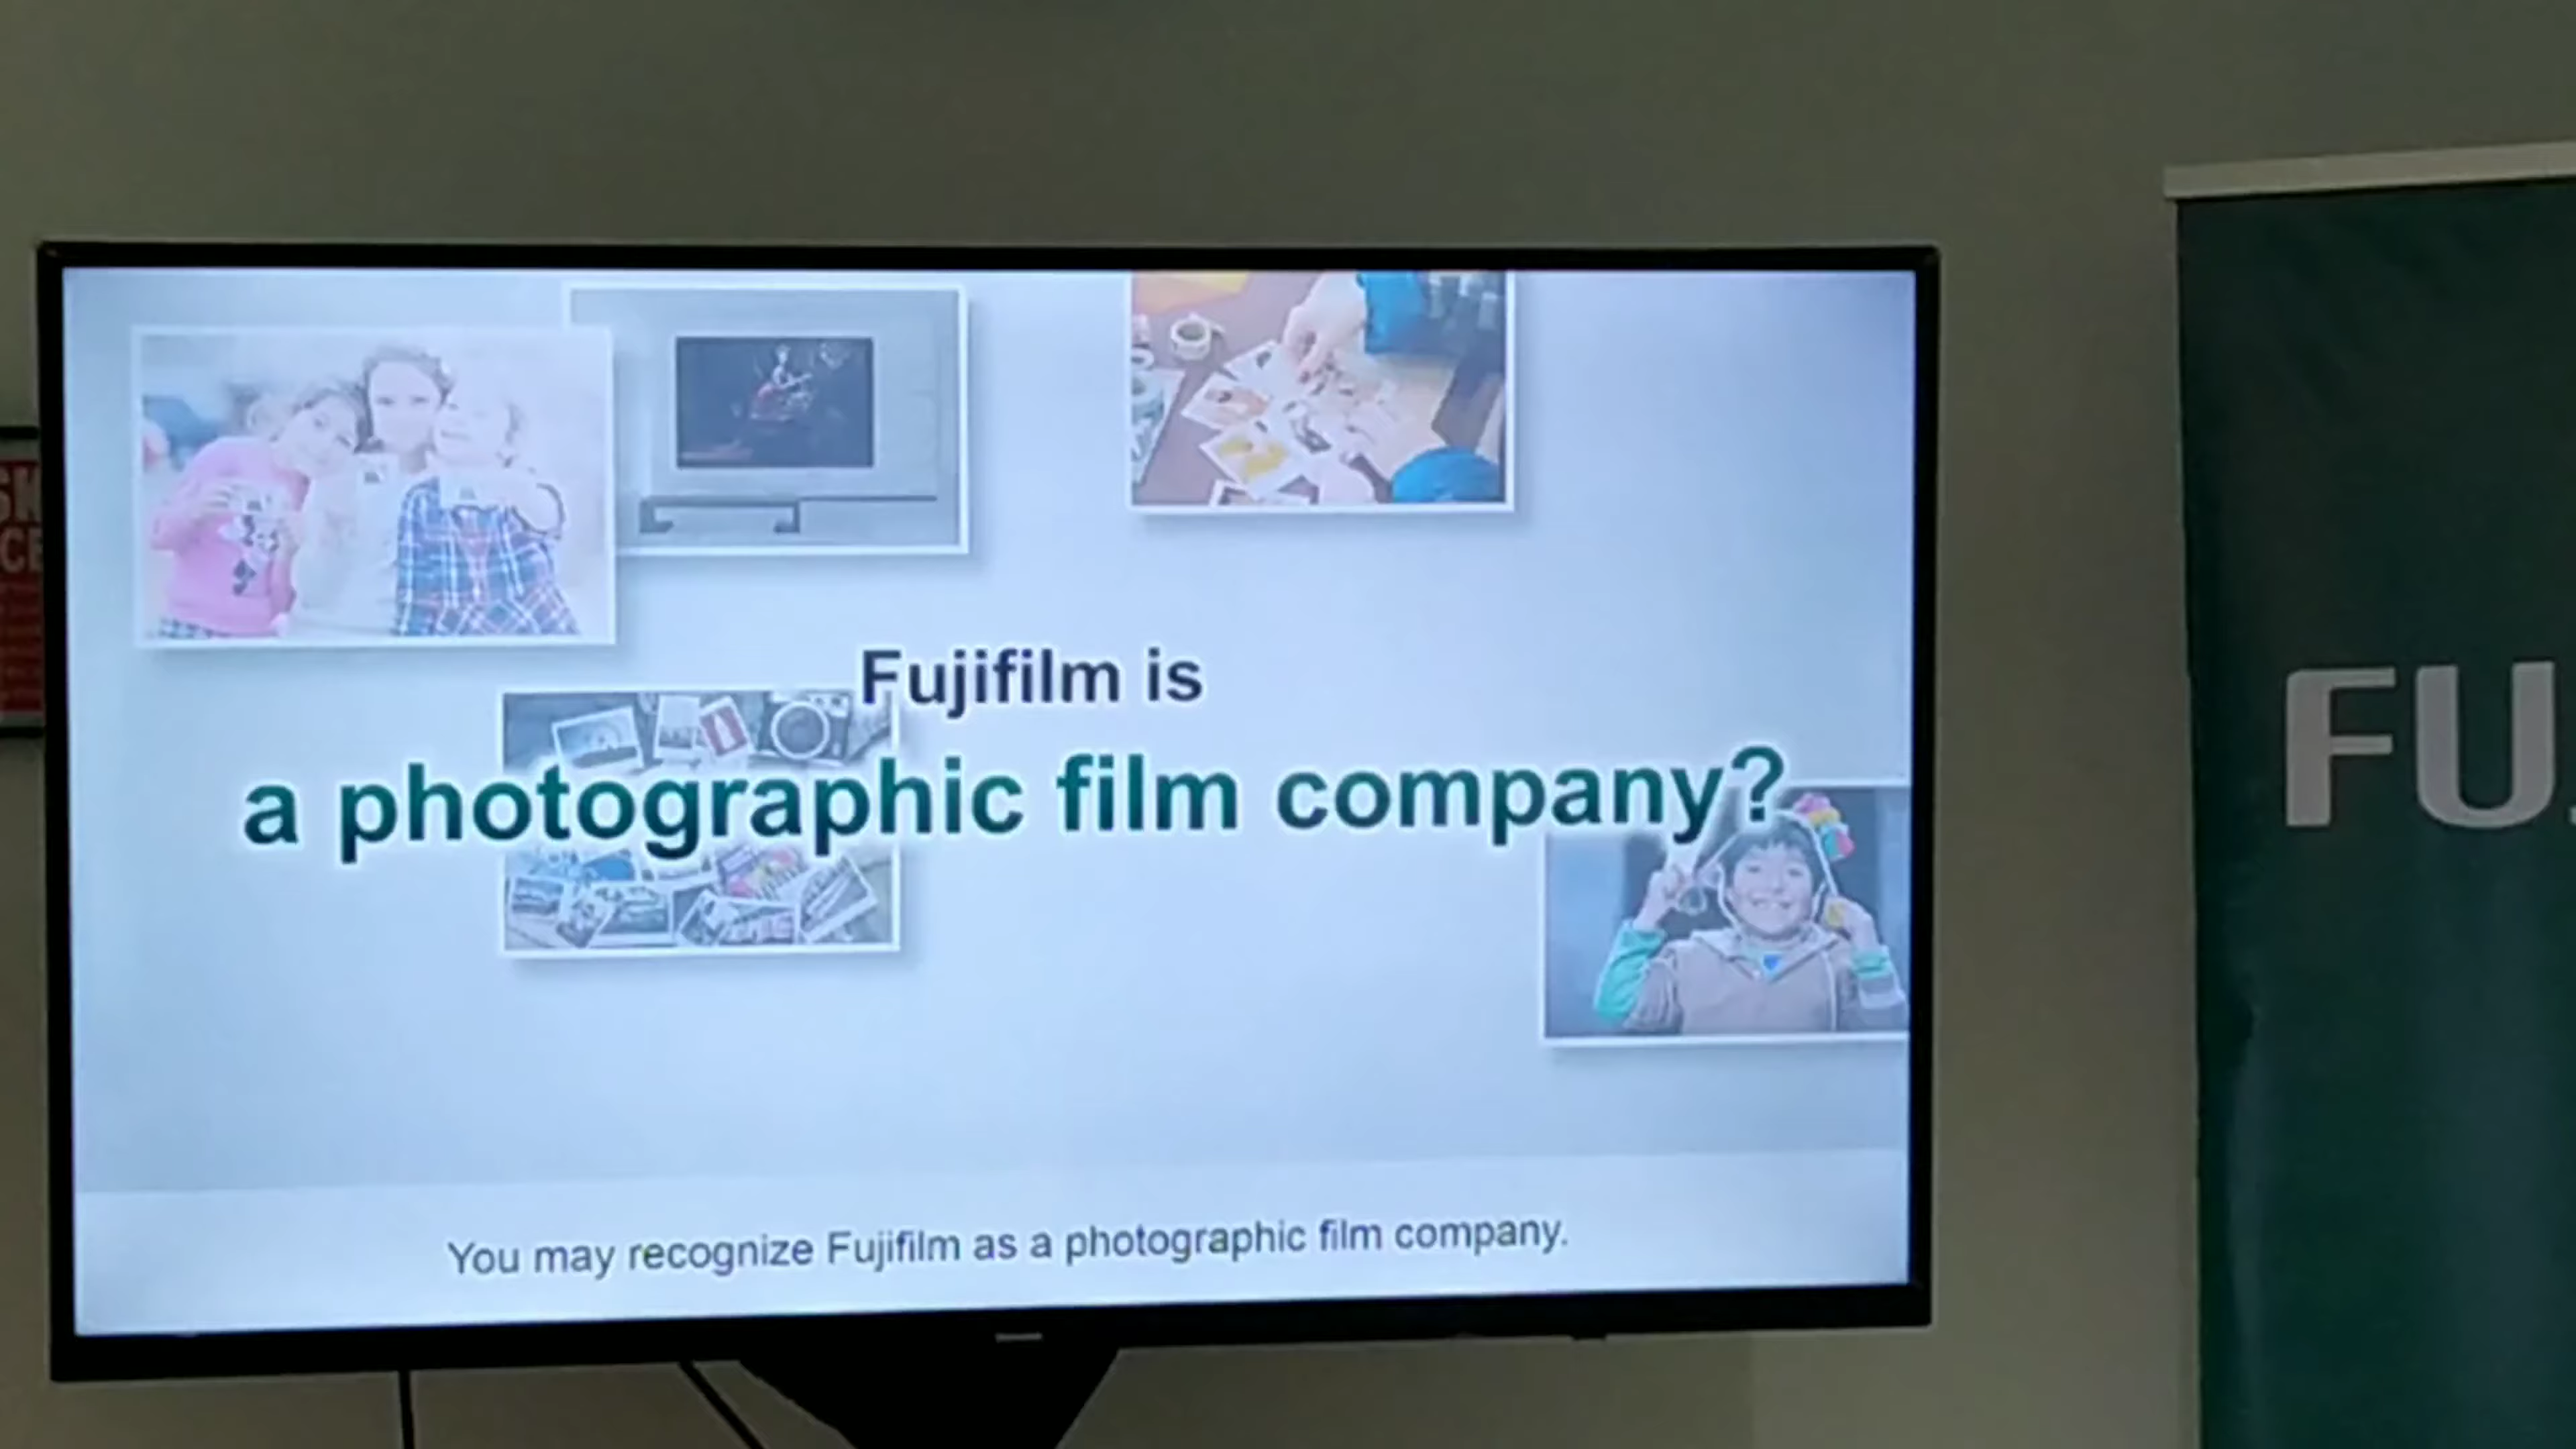 Fujifilm is
a photographic film company?
You may recognize Fujifilm as a photographic film company.
FU